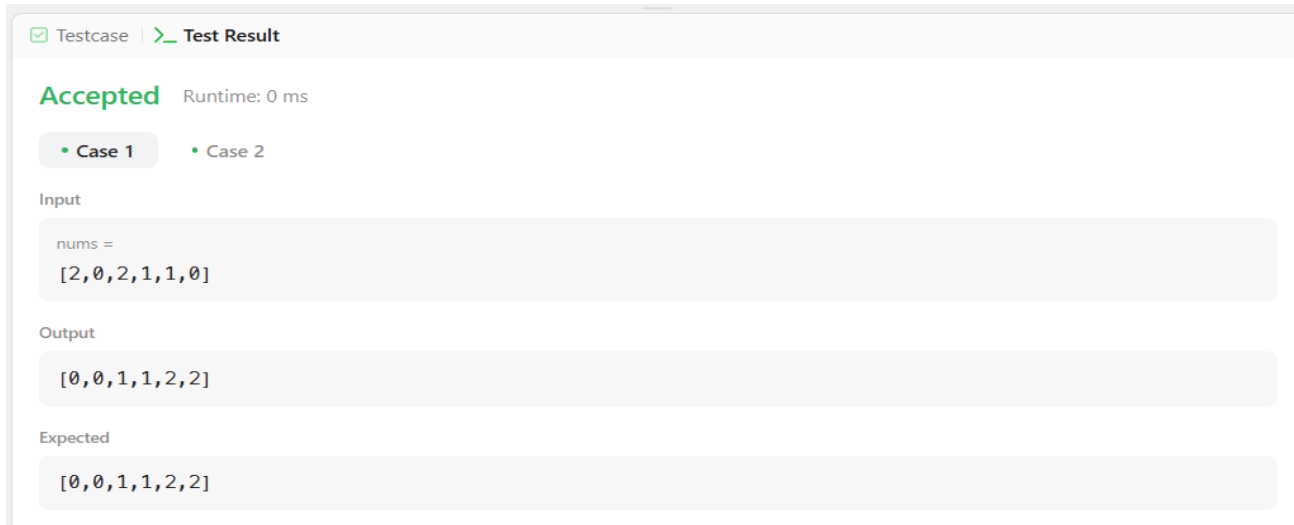 Testcase | >_ Test Result
Accepted Runtime: 0 ms
• Case 1 • Case 2
Input
nums =
[2,0,2,1,1,0]
Output
[0,0,1,1,2,2]
Expected
[0,0,1,1,2,2]